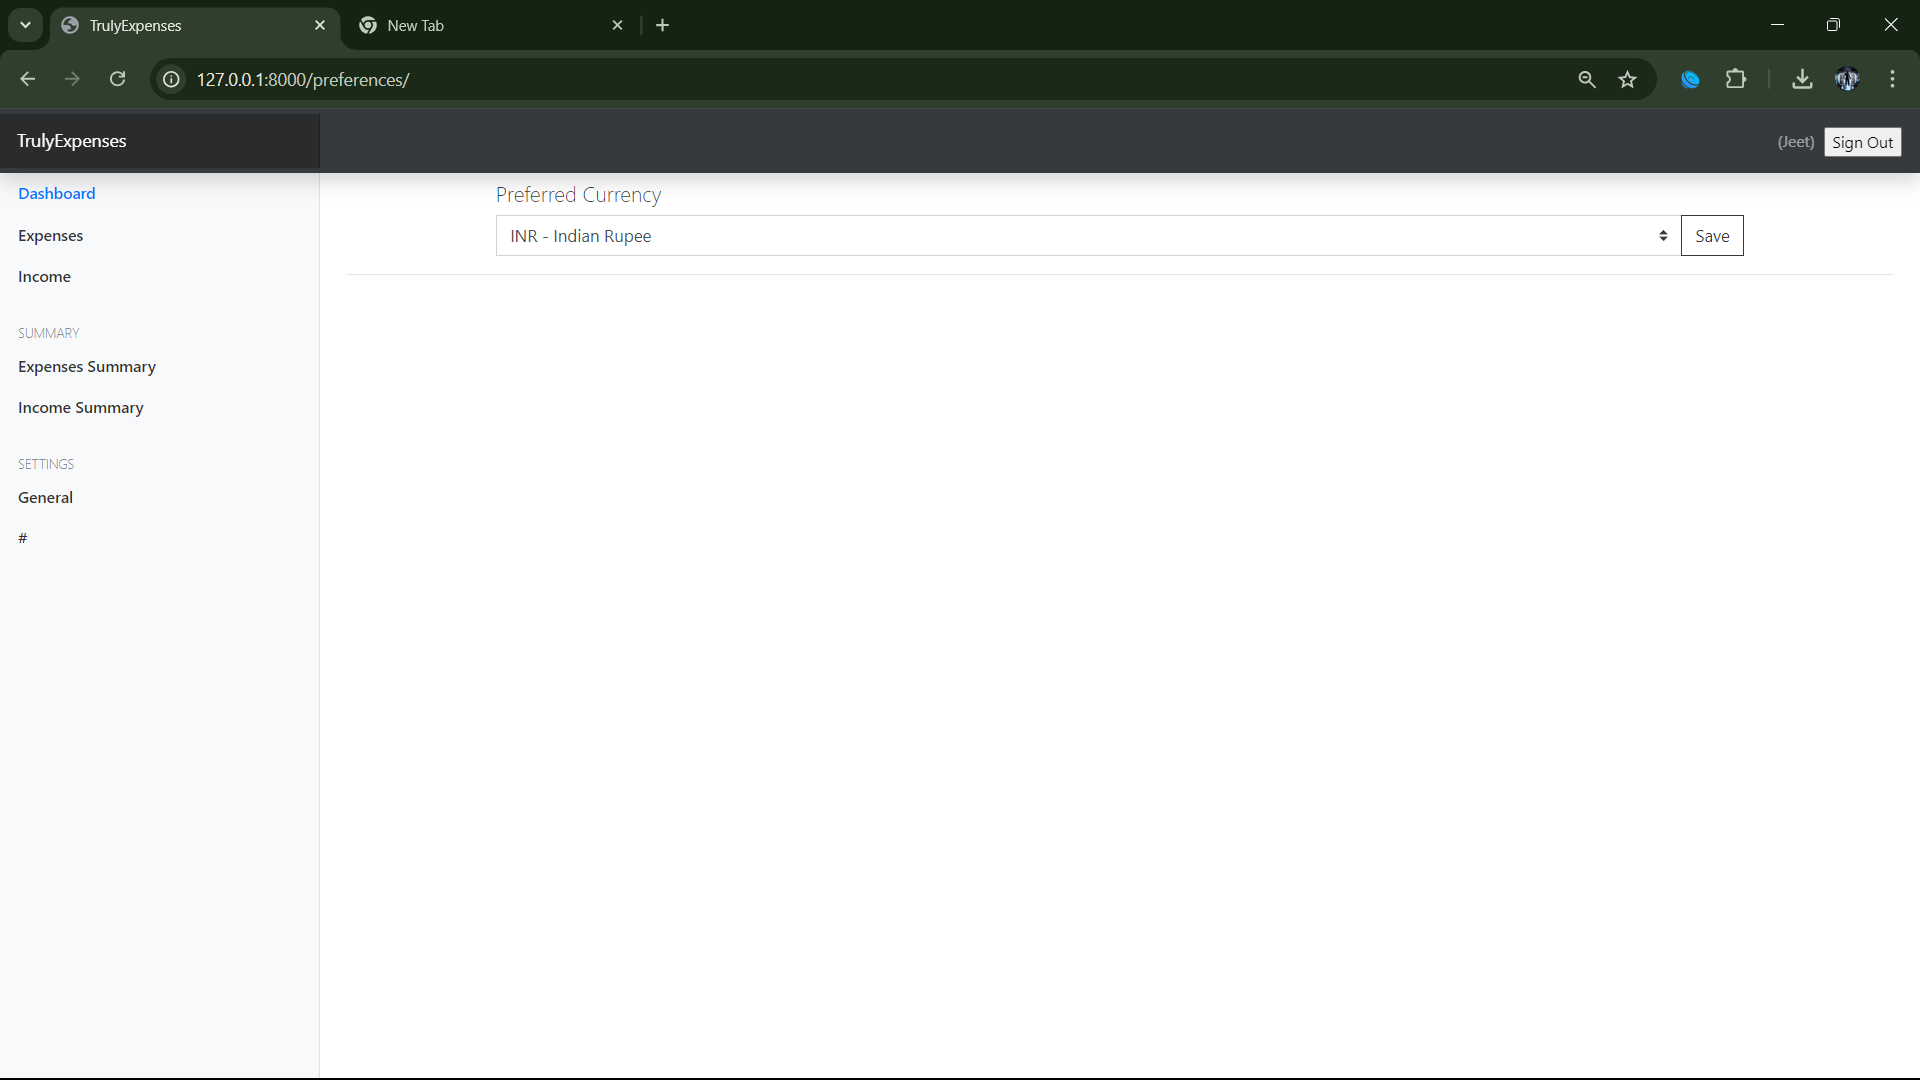 TrulyExpenses
New Tab
127.0.0.1:8000/preferences/
TrulyExpenses
(Jeet)
Sign Out
Dashboard
Expenses
Income
SUMMARY
Expenses Summary
Income Summary
SETTINGS
General
#
Preferred Currency
INR - Indian Rupee
Save